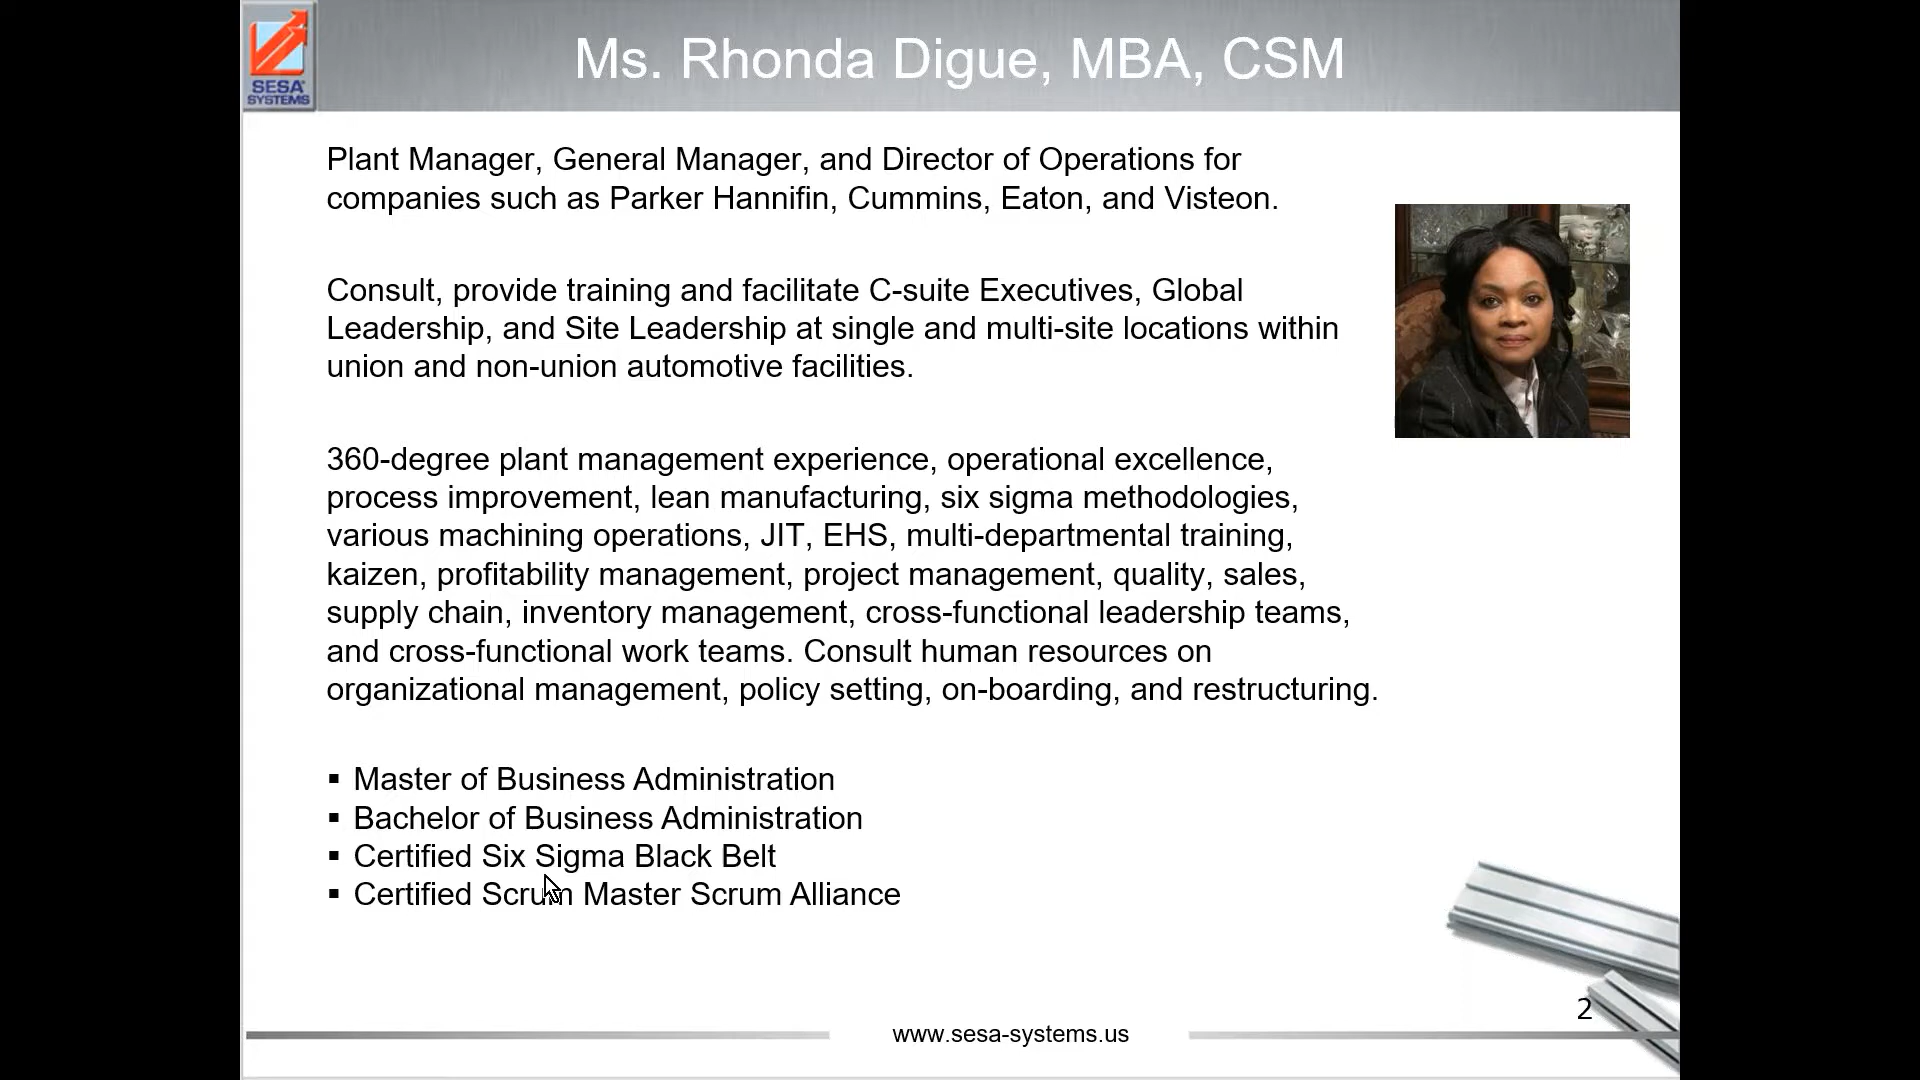 SESA
SYSTEMS
Ms. Rhonda Digue, MBA, CSM
Plant Manager, General Manager, and Director of Operations for
companies such as Parker Hannifin, Cummins, Eaton, and Visteon.
Consult, provide training and facilitate C-suite Executives, Global
Leadership, and Site Leadership at single and multi-site locations within
union and non-union automotive facilities.
360-degree plant management experience, operational excellence,
process improvement, lean manufacturing, six sigma methodologies,
various machining operations, JIT, EHS, multi-departmental training,
kaizen, profitability management, project management, quality, sales,
supply chain, inventory management, cross-functional leadership teams,
and cross-functional work teams. Consult human resources on
organizational management, policy setting, on-boarding, and restructuring.
▪ Master of Business Administration
▪ Bachelor of Business Administration
▪ Certified Six Sigma Black Belt
▪ Certified Scrum Master Scrum Alliance
2
www.sesa-systems.us